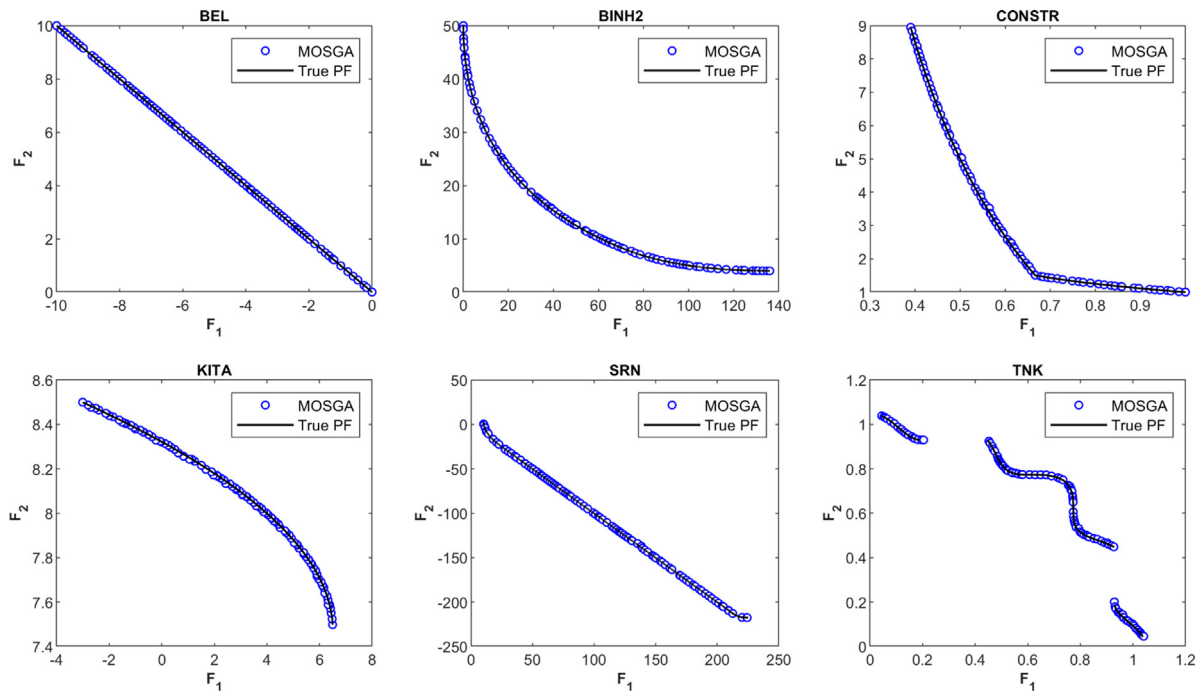 BEL
10
8
6
4
2
0
F2
-10 -8 -6 -4 -2 0
F1
MOSGA
True PF
BINH2
50
40
30
20
10
0
F2
0 20 40 60 80 100 120 140
F1
MOSGA
True PF
CONSTR
9
8
7
6
5
4
3
2
1
F2
0.3 0.4 0.5 0.6 0.7 0.8 0.9
F1
MOSGA
True PF
KITA
8.6
8.4
8.2
8
7.8
7.6
7.4
F2
-4 -2 0 2 4 6 8
F1
MOSGA
True PF
SRN
50
0
-50
-100
-150
-200
-250
F2
0 50 100 150 200 250
F1
MOSGA
True PF
TNK
1.2
1
0.8
0.6
0.4
0.2
0
F2
0 0.2 0.4 0.6 0.8 1 1.2
F1
MOSGA
True PF